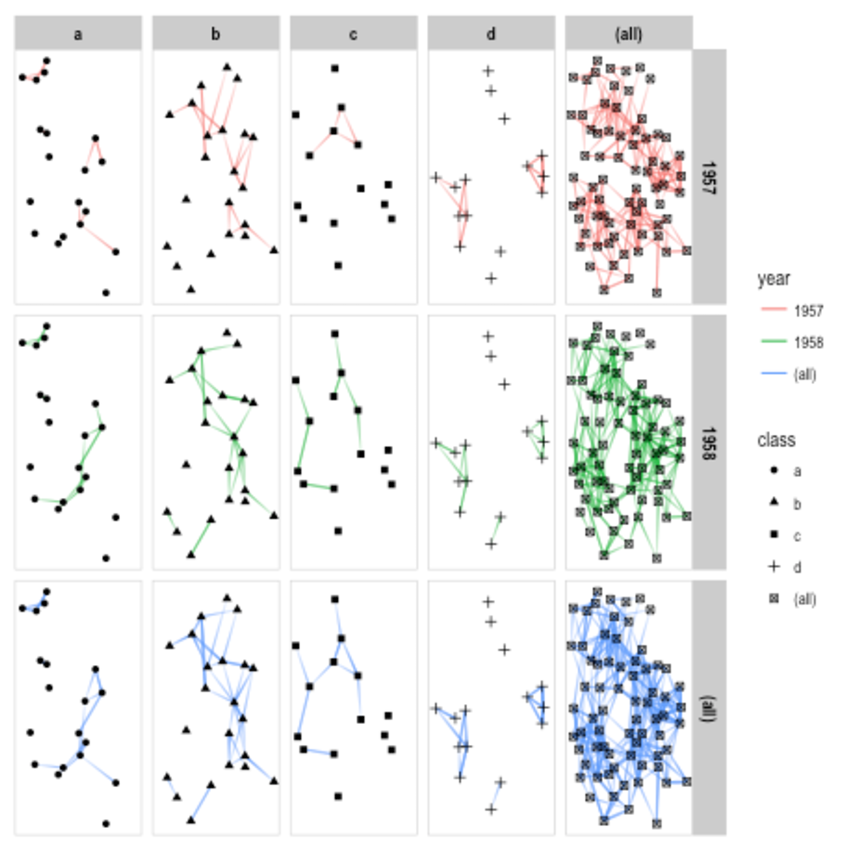 a b c d (all)
1957
1958
(all)
year
1957
1958
(all)
class
a
b
c
d
(all)